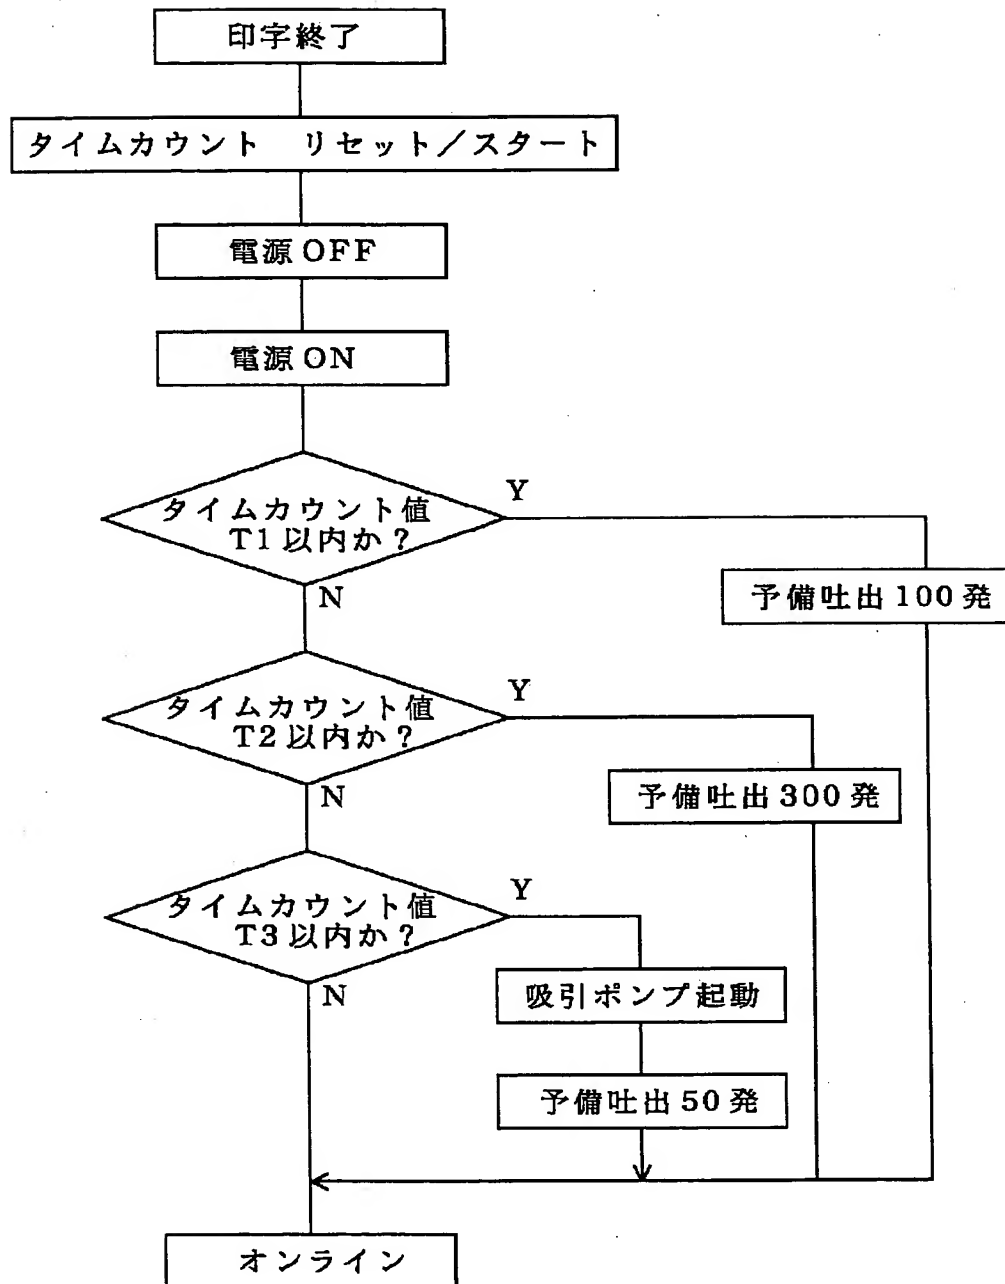 印字終了
タイムカウント リセット／スタート
電源OFF
電源ON
タイムカウント値
T1以内か？
Y
N
予備吐出100発
タイムカウント値
T2以内か？
Y
N
予備吐出300発
タイムカウント値
T3以内か？
Y
N
吸引ポンプ起動
予備吐出50発
オンライン